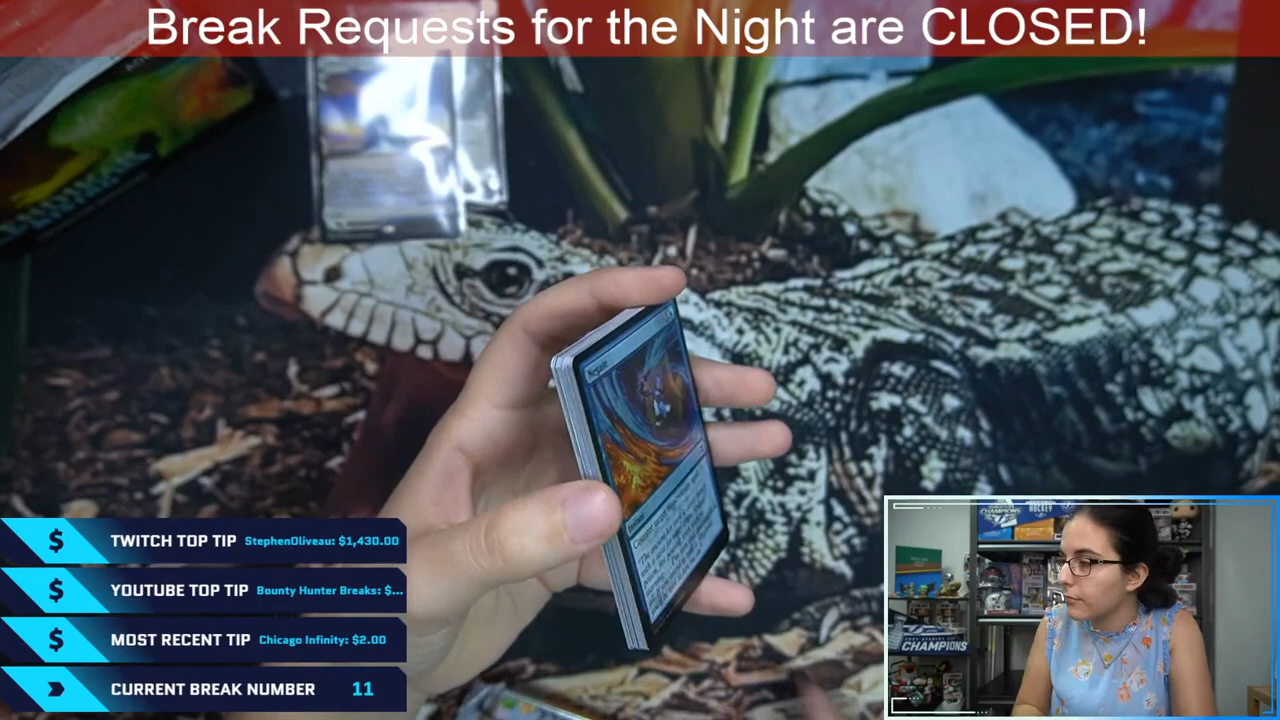 Break Requests for the Night are CLOSED!
Negate
TWITCH TOP TIP StephenOliveau: $1,430.00
YOUTUBE TOP TIP Bounty Hunter Breaks: $...
MOST RECENT TIP Chicago Infinity: $2.00
CURRENT BREAK NUMBER 11
CHAMPIONS
HOCKEY
CHAMPIONS